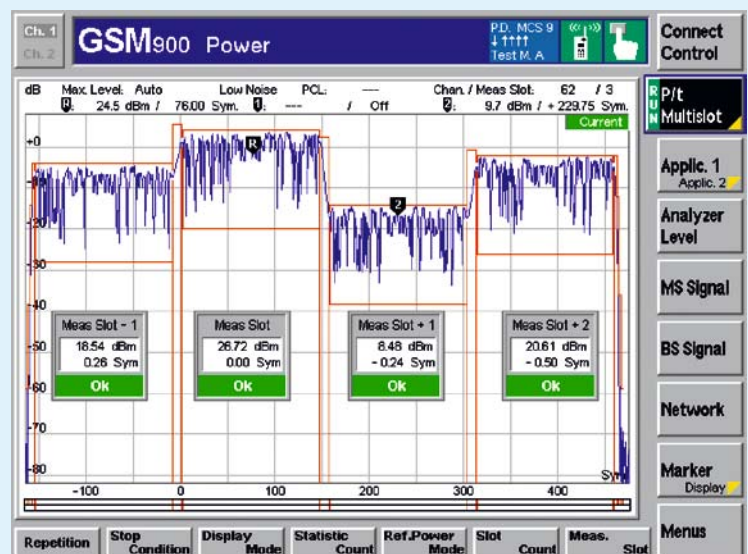 Ch. 1
Ch. 2
GSM900 Power
P.D. MCS 9
Test M. A
Connect Control
dB Max. Level: Auto Low Noise PCL: --- Chan. / Meas Slot: 62 / 3
R: 24.5 dBm / 76.00 Sym. 1: --- / Off 2: 9.7 dBm / + 229.75 Sym.
Current
RUN
P/t Multislot
+0
-10
-20
-30
-40
-50
-60
-70
-80
R
2
Meas Slot - 1
18.54 dBm
0.26 Sym
Ok
Meas Slot
26.72 dBm
0.00 Sym
Ok
Meas Slot + 1
8.48 dBm
- 0.24 Sym
Ok
Meas Slot + 2
20.61 dBm
- 0.50 Sym
Ok
-100 0 100 200 300 400
Applic. 1
Applic. 2
Analyzer Level
MS Signal
BS Signal
Network
Marker
Display
Menus
Repetition
Stop Condition
Display Mode
Statistic Count
Ref.Power Mode
Slot Count
Meas. Slot